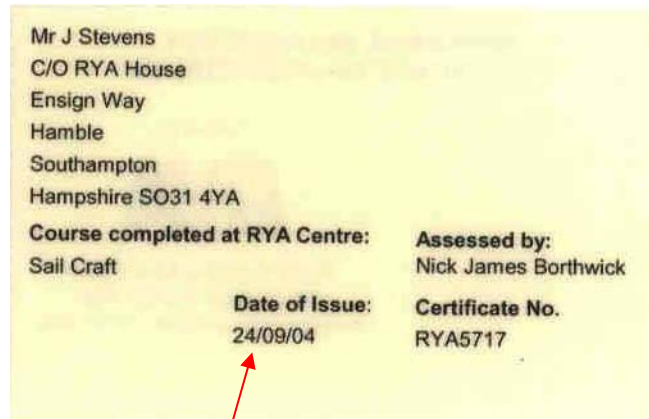 Mr J Stevens
C/O RYA House
Ensign Way
Hamble
Southampton
Hampshire SO31 4YA
Course completed at RYA Centre: Assessed by:
Sail Craft Nick James Borthwick
Date of Issue: Certificate No.
24/09/04 RYA5717